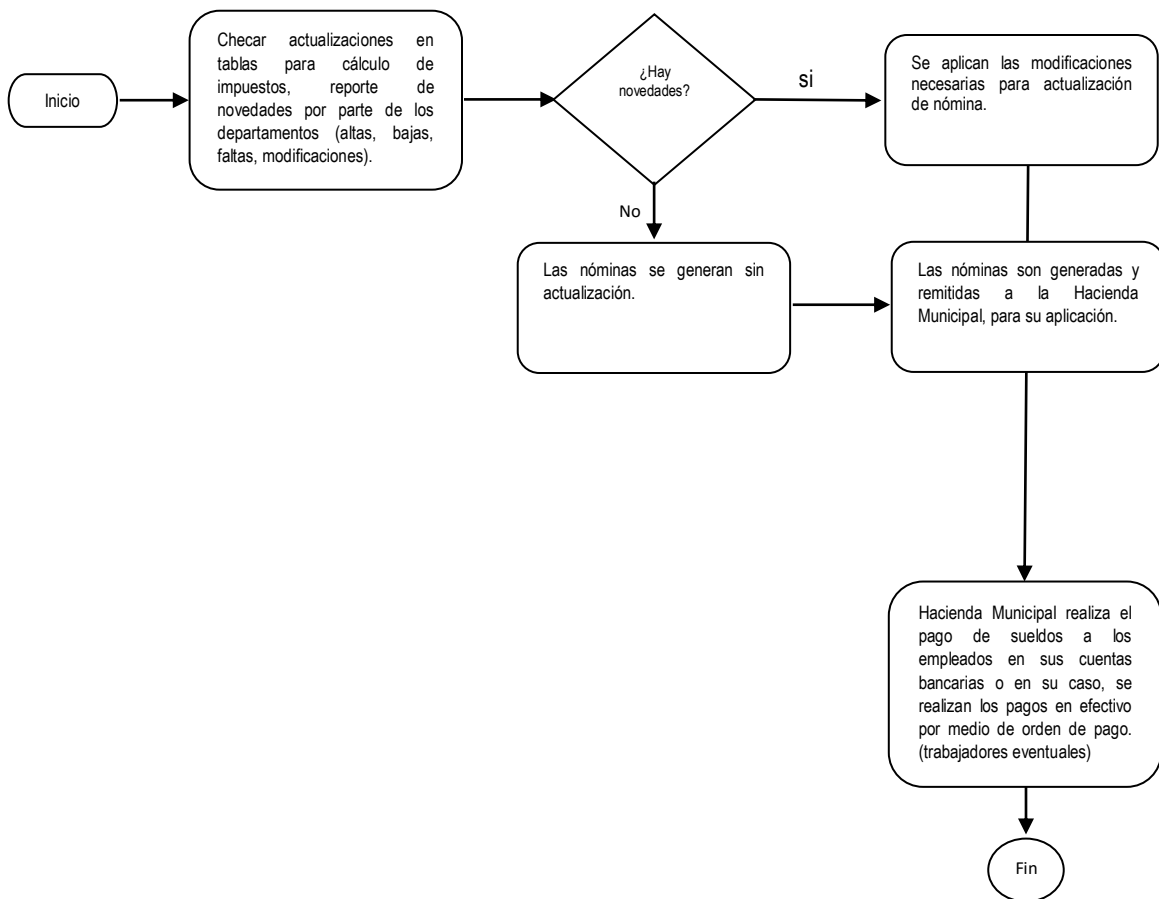 Inicio
Checar actualizaciones en
tablas para cálculo de
impuestos, reporte de
novedades por parte de los
departamentos (altas, bajas,
faltas, modificaciones).
¿Hay
novedades?
si
Se aplican las modificaciones
necesarias para actualización
de nómina.
No
Las nóminas se generan sin
actualización.
Las nóminas son generadas y
remitidas a la Hacienda
Municipal, para su aplicación.
Hacienda Municipal realiza el
pago de sueldos a los
empleados en sus cuentas
bancarias o en su caso, se
realizan los pagos en efectivo
por medio de orden de pago.
(trabajadores eventuales)
Fin